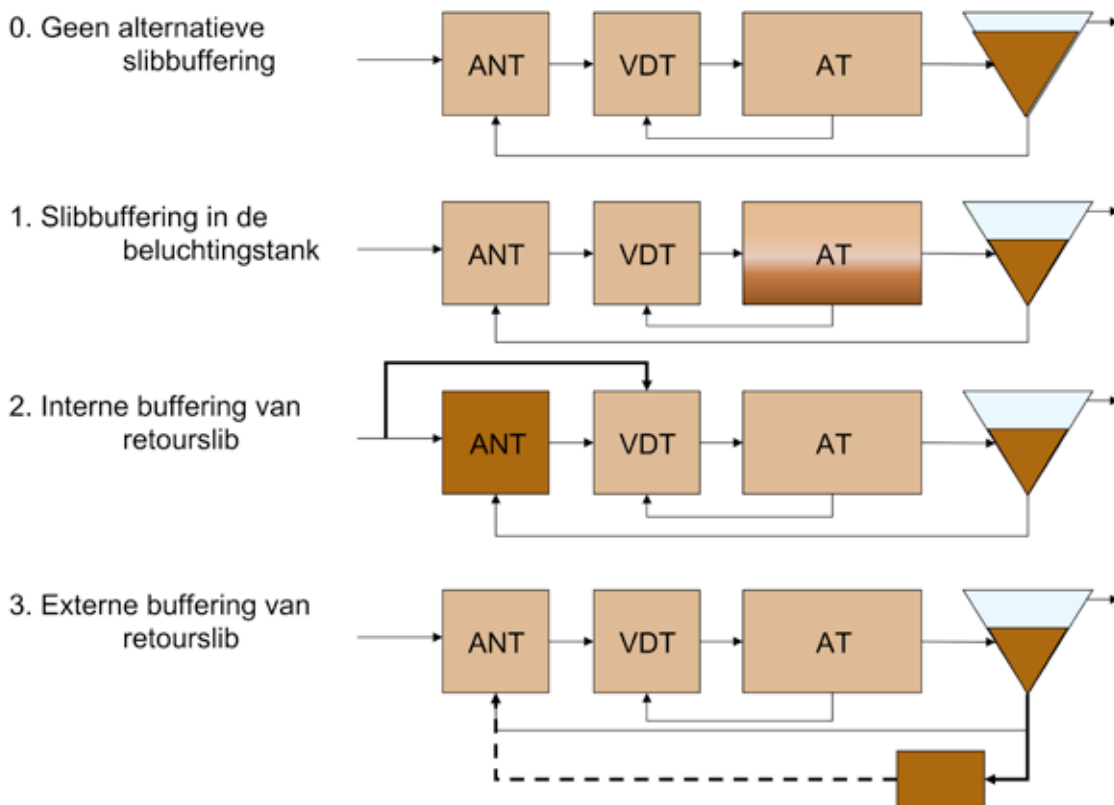 0. Geen alternatieve
slibbuffering
ANT
VDT
AT
1. Slibbuffering in de
beluchtingstank
ANT
VDT
AT
2. Interne buffering van
retourslib
ANT
VDT
AT
3. Externe buffering van
retourslib
ANT
VDT
AT